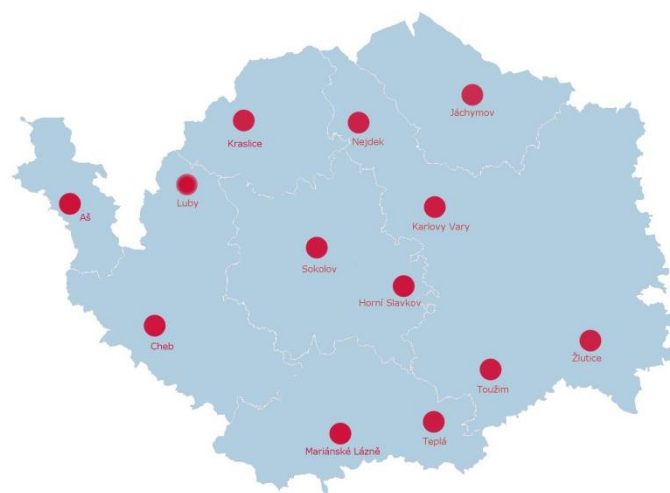 Jáchymov
Kraslice
Nejdek
Luby
Aš
Karlovy Vary
Sokolov
Horní Slavkov
Cheb
Žlutice
Toužim
Teplá
Mariánské Lázně